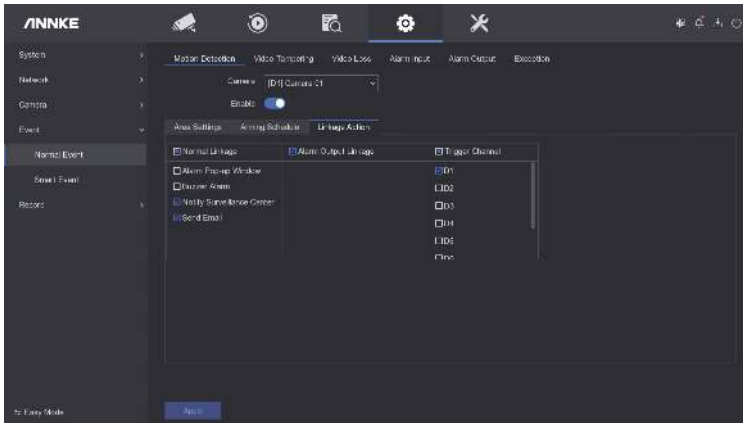 ANNKE
System
Network
Camera
Event
Normal Event
Smart Event
Record
Easy Mode
Motion Detection Video Tampering Video Loss Alarm Input Alarm Output Exception
Camera [D1] Camera 01
Enable
Area Settings Arming Schedule Linkage Action
Normal Linkage Alarm Output Linkage Trigger Channel
Alarm Pop-up Window D1
Buzzer Alarm D2
Notify Surveillance Center D3
Send Email D4
D5
Apply